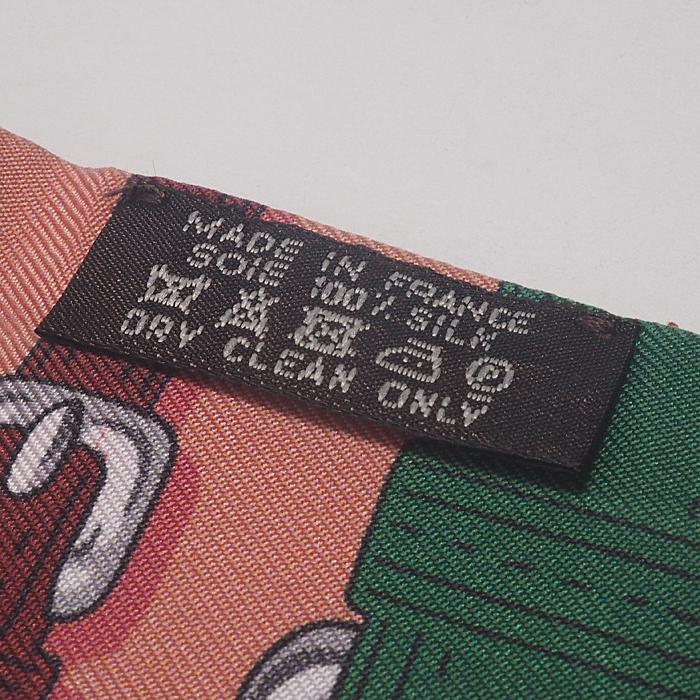 MADE IN FRANCE
SOIE 100% SILK
P
DRY CLEAN ONLY